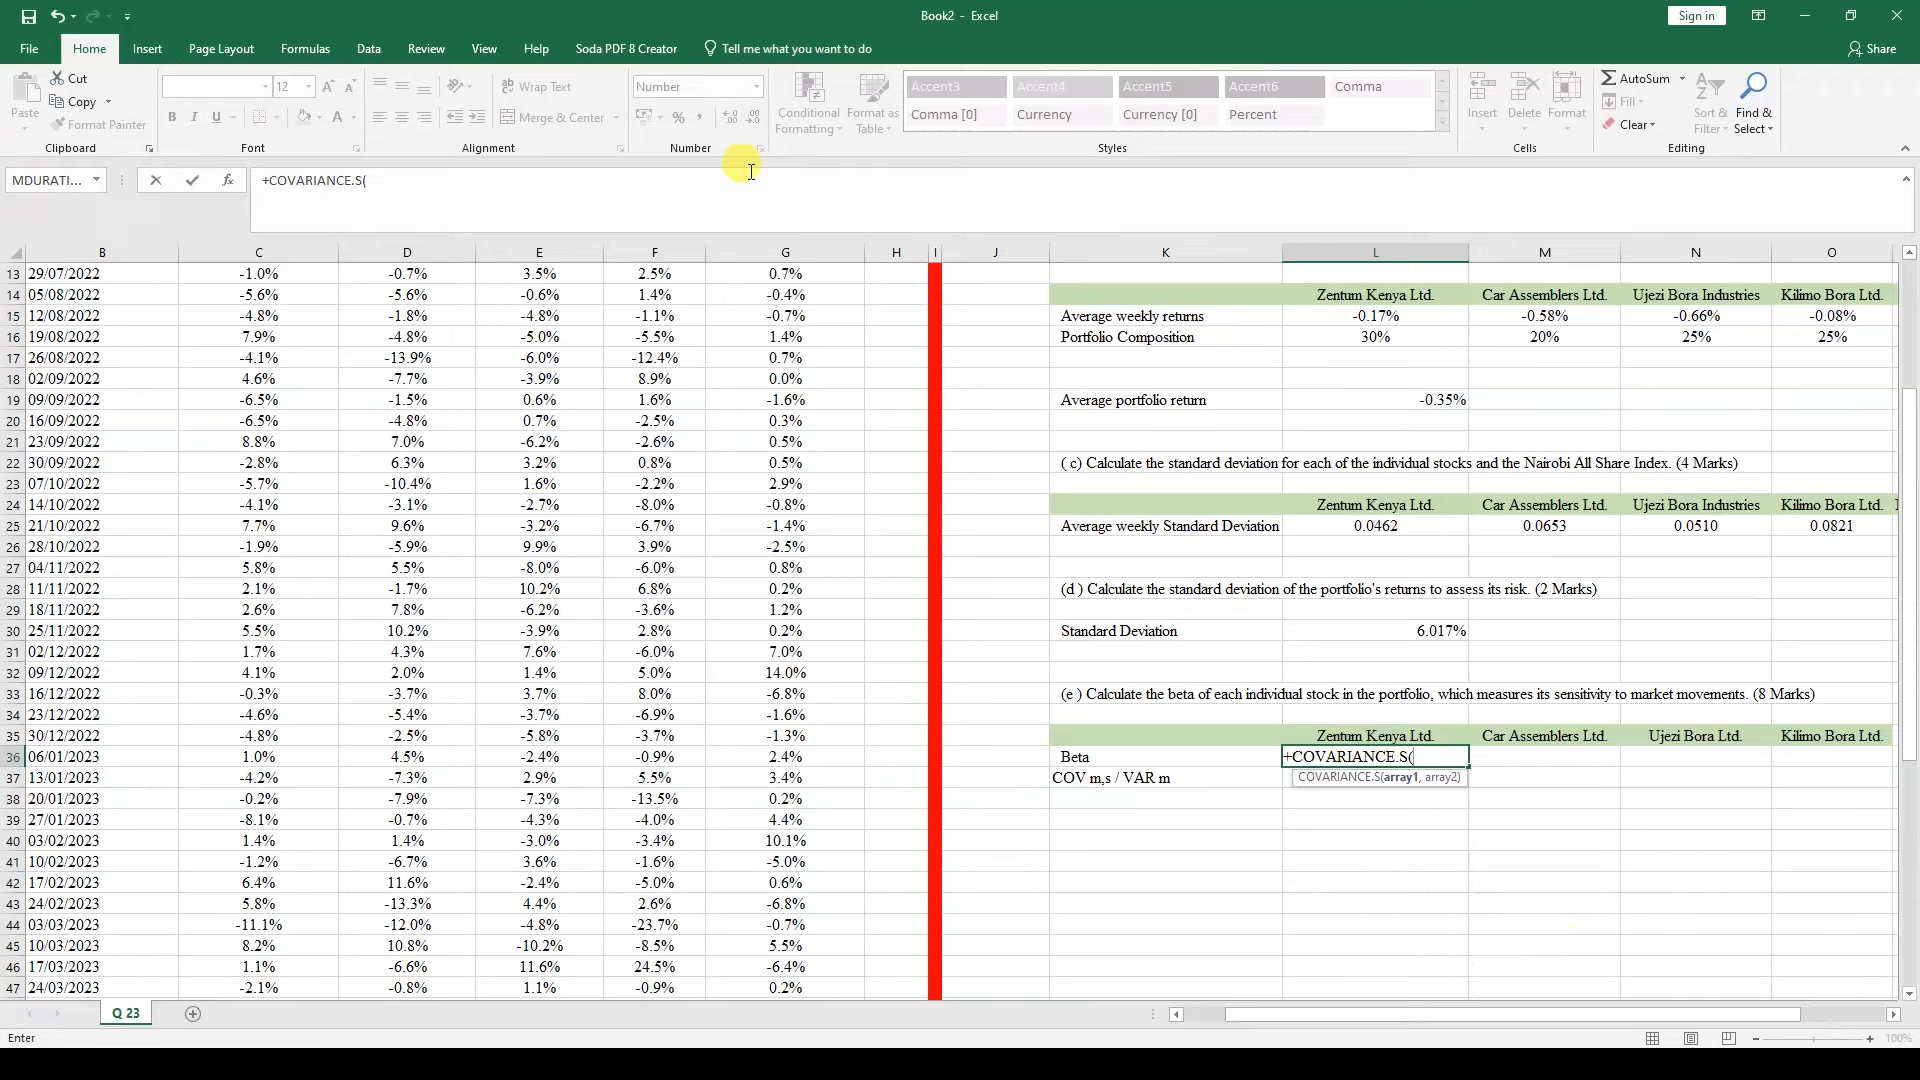 Book2 - Excel
Sign in
File Home Insert Page Layout Formulas Data Review View Help Soda PDF 8 Creator Tell me what you want to do Share
Paste Cut Copy Format Painter Clipboard
12 A A B I U A Font
Wrap Text Merge & Center Alignment
Number % , Number
Conditional Formatting Format as Table
Accent3 Accent4 Accent5 Accent6 Comma
Comma [0] Currency Currency [0] Percent
Styles
Insert Delete Format Cells
AutoSum Fill Clear Sort & Filter Find & Select Editing
MDURATI... fx +COVARIANCE.S(
B C D E F G H I J K L M N O
13 29/07/2022 -1.0% -0.7% 3.5% 2.5% 0.7%
14 05/08/2022 -5.6% -5.6% -0.6% 1.4% -0.4% Zentum Kenya Ltd. Car Assemblers Ltd. Ujezi Bora Industries Kilimo Bora Ltd.
15 12/08/2022 -4.8% -1.8% -4.8% -1.1% -0.7% Average weekly returns -0.17% -0.58% -0.66% -0.08%
16 19/08/2022 7.9% -4.8% -5.0% -5.5% 1.4% Portfolio Composition 30% 20% 25% 25%
17 26/08/2022 -4.1% -13.9% -6.0% -12.4% 0.7%
18 02/09/2022 4.6% -7.7% -3.9% 8.9% 0.0%
19 09/09/2022 -6.5% -1.5% 0.6% 1.6% -1.6% Average portfolio return -0.35%
20 16/09/2022 -6.5% -4.8% 0.7% -2.5% 0.3%
21 23/09/2022 8.8% 7.0% -6.2% -2.6% 0.5%
22 30/09/2022 -2.8% 6.3% 3.2% 0.8% 0.5% ( c) Calculate the standard deviation for each of the individual stocks and the Nairobi All Share Index. (4 Marks)
23 07/10/2022 -5.7% -10.4% 1.6% -2.2% 2.9%
24 14/10/2022 -4.1% -3.1% -2.7% -8.0% -0.8% Zentum Kenya Ltd. Car Assemblers Ltd. Ujezi Bora Industries Kilimo Bora Ltd.
25 21/10/2022 7.7% 9.6% -3.2% -6.7% -1.4% Average weekly Standard Deviation 0.0462 0.0653 0.0510 0.0821
26 28/10/2022 -1.9% -5.9% 9.9% 3.9% -2.5%
27 04/11/2022 5.8% 5.5% -8.0% -6.0% 0.8%
28 11/11/2022 2.1% -1.7% 10.2% 6.8% 0.2% (d ) Calculate the standard deviation of the portfolio's returns to assess its risk. (2 Marks)
29 18/11/2022 2.6% 7.8% -6.2% -3.6% 1.2%
30 25/11/2022 5.5% 10.2% -3.9% 2.8% 0.2% Standard Deviation 6.017%
31 02/12/2022 1.7% 4.3% 7.6% -6.0% 7.0%
32 09/12/2022 4.1% 2.0% 1.4% 5.0% 14.0%
33 16/12/2022 -0.3% -3.7% 3.7% 8.0% -6.8% (e ) Calculate the beta of each individual stock in the portfolio, which measures its sensitivity to market movements. (8 Marks)
34 23/12/2022 -4.6% -5.4% -3.7% -6.9% -1.6%
35 30/12/2022 -4.8% -2.5% -5.8% -3.7% -1.3% Zentum Kenya Ltd. Car Assemblers Ltd. Ujezi Bora Ltd. Kilimo Bora Ltd.
36 06/01/2023 1.0% 4.5% -2.4% -0.9% 2.4% Beta +COVARIANCE.S(
37 13/01/2023 -4.2% -7.3% 2.9% 5.5% 3.4% COV m,s / VAR m COVARIANCE.S(array1, array2)
38 20/01/2023 -0.2% -7.9% -7.3% -13.5% 0.2%
39 27/01/2023 -8.1% -0.7% -4.3% -4.0% 4.4%
40 03/02/2023 1.4% 1.4% -3.0% -3.4% 10.1%
41 10/02/2023 -1.2% -6.7% 3.6% -1.6% -5.0%
42 17/02/2023 6.4% 11.6% -2.4% -5.0% 0.6%
43 24/02/2023 5.8% -13.3% 4.4% 2.6% -6.8%
44 03/03/2023 -11.1% -12.0% -4.8% -23.7% -0.7%
45 10/03/2023 8.2% 10.8% -10.2% -8.5% 5.5%
46 17/03/2023 1.1% -6.6% 11.6% 24.5% -6.4%
47 24/03/2023 -2.1% -0.8% 1.1% -0.9% 0.2%
Q 23
Enter
100%